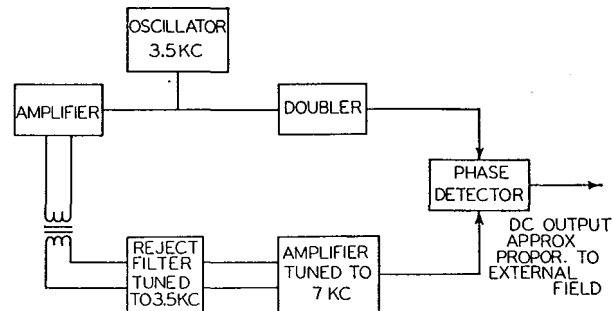 OSCILLATOR
3.5 KC
AMPLIFIER
DOUBLER
PHASE
DETECTOR
REJECT
FILTER
TUNED
TO 3.5KC
AMPLIFIER
TUNED TO
7 KC
DC OUTPUT
APPROX
PROPOR. TO
EXTERNAL
FIELD